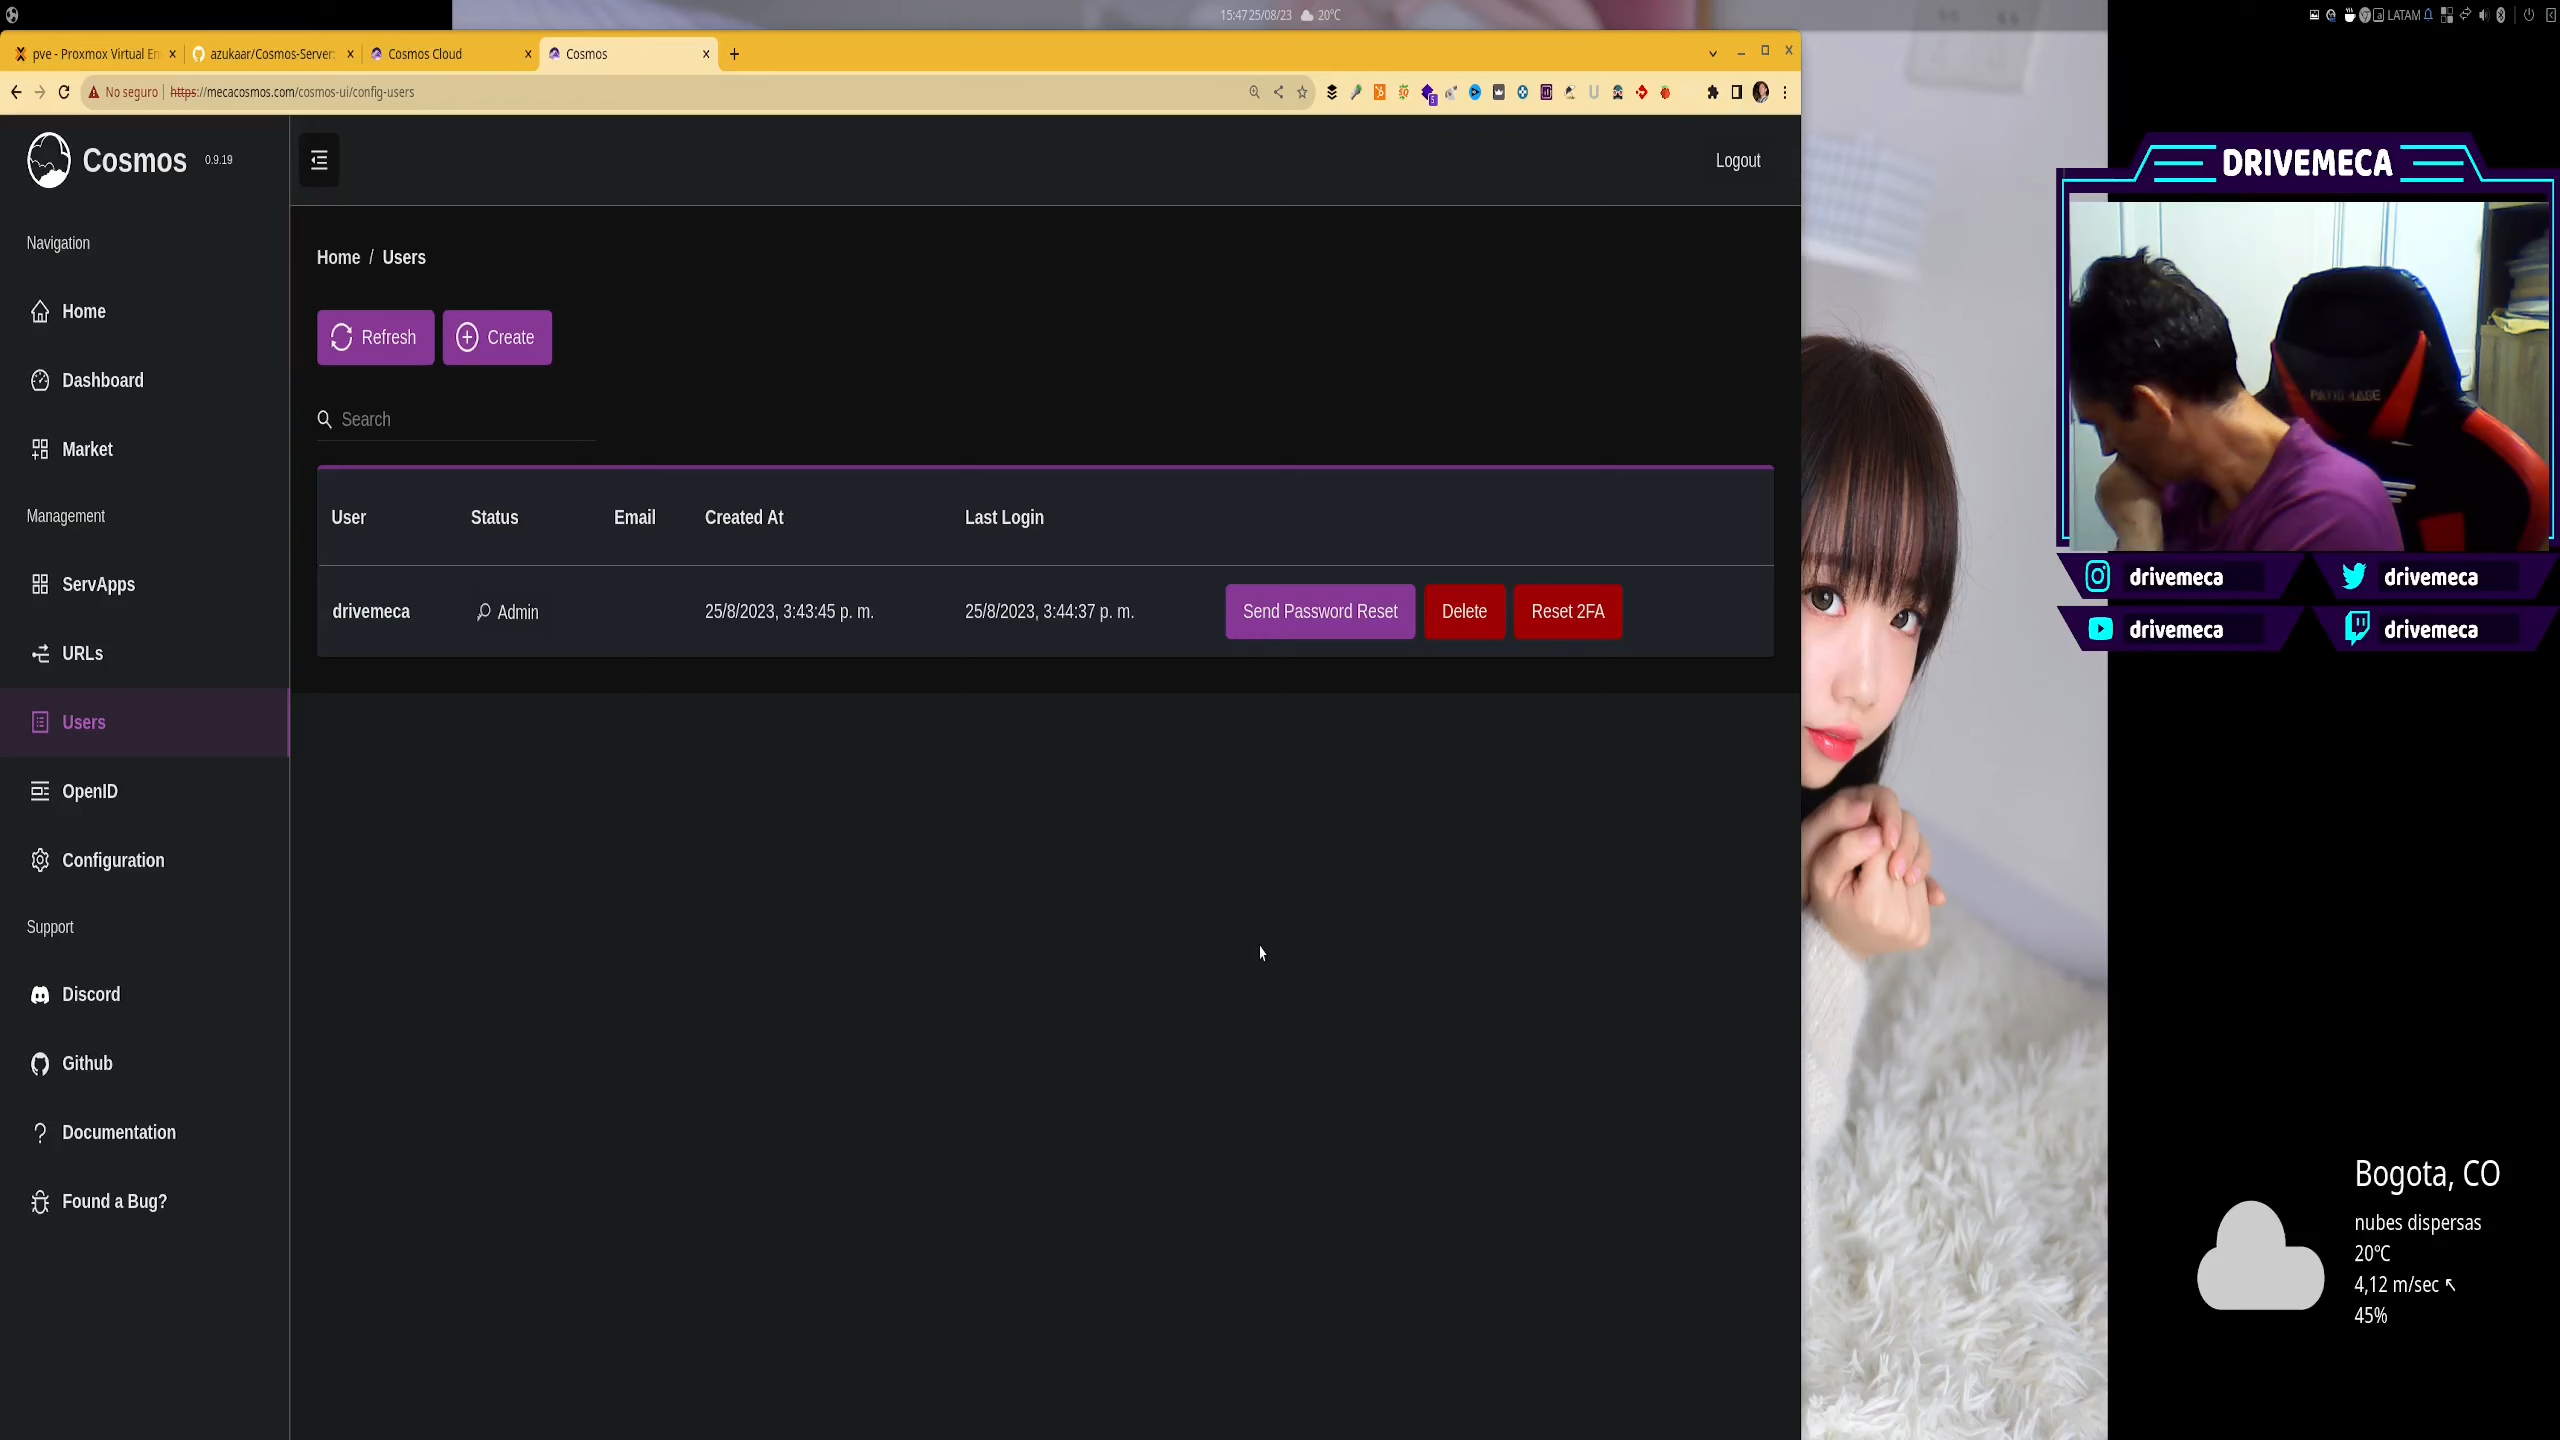 15:47 25/08/23 20°C
LATAM
pve - Proxmox Virtual En
azukaar/Cosmos-Server:
Cosmos Cloud
Cosmos
No seguro
https://mecacosmos.com/cosmos-ui/config-users
Cosmos 0.9.19
Logout
Navigation
Home
Dashboard
Market
Management
ServApps
URLs
Users
OpenID
Configuration
Support
Discord
Github
Documentation
Found a Bug?
Home / Users
Refresh
Create
Search
User Status Email Created At Last Login
drivemeca Admin 25/8/2023, 3:43:45 p. m. 25/8/2023, 3:44:37 p. m. Send Password Reset Delete Reset 2FA
DRIVEMECA
drivemeca
drivemeca
drivemeca
drivemeca
Bogota, CO
nubes dispersas
20°C
4,12 m/sec ↖
45%